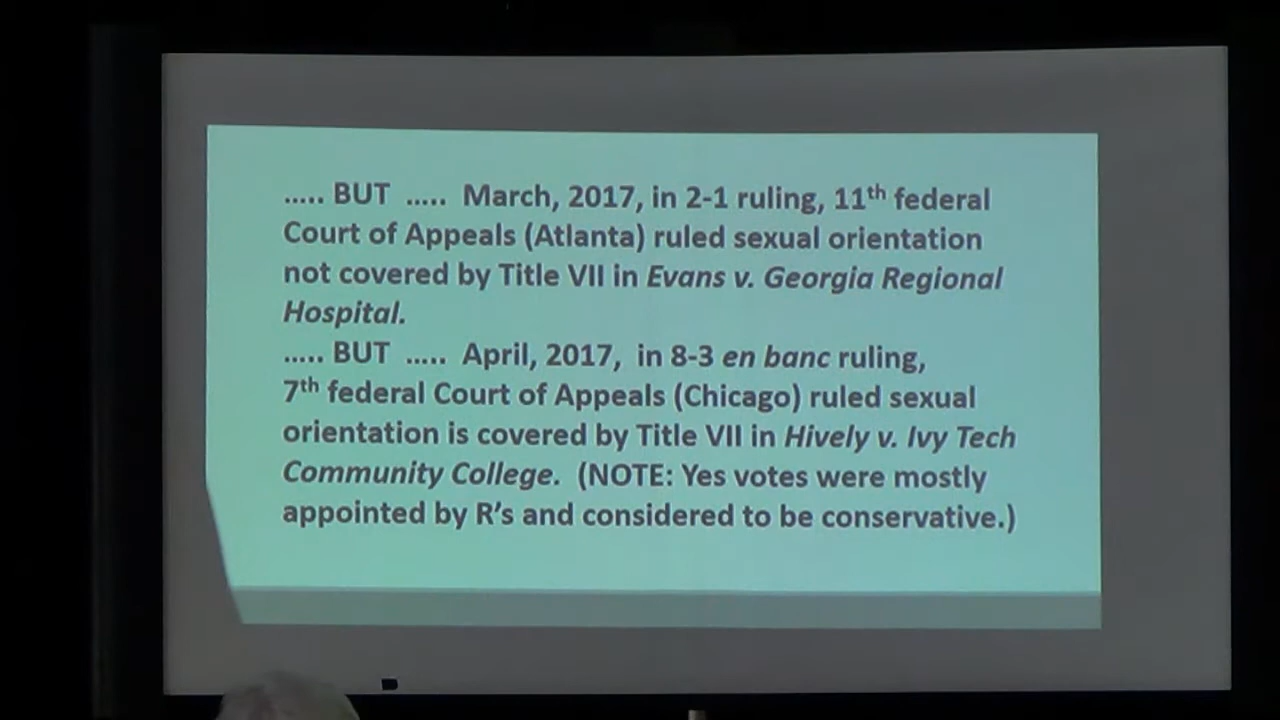 ..... BUT ..... March, 2017, in 2-1 ruling, 11th federal
Court of Appeals (Atlanta) ruled sexual orientation
not covered by Title VII in Evans v. Georgia Regional
Hospital.
..... BUT ..... April, 2017, in 8-3 en banc ruling,
7th federal Court of Appeals (Chicago) ruled sexual
orientation is covered by Title VII in Hively v. Ivy Tech
Community College. (NOTE: Yes votes were mostly
appointed by R's and considered to be conservative.)